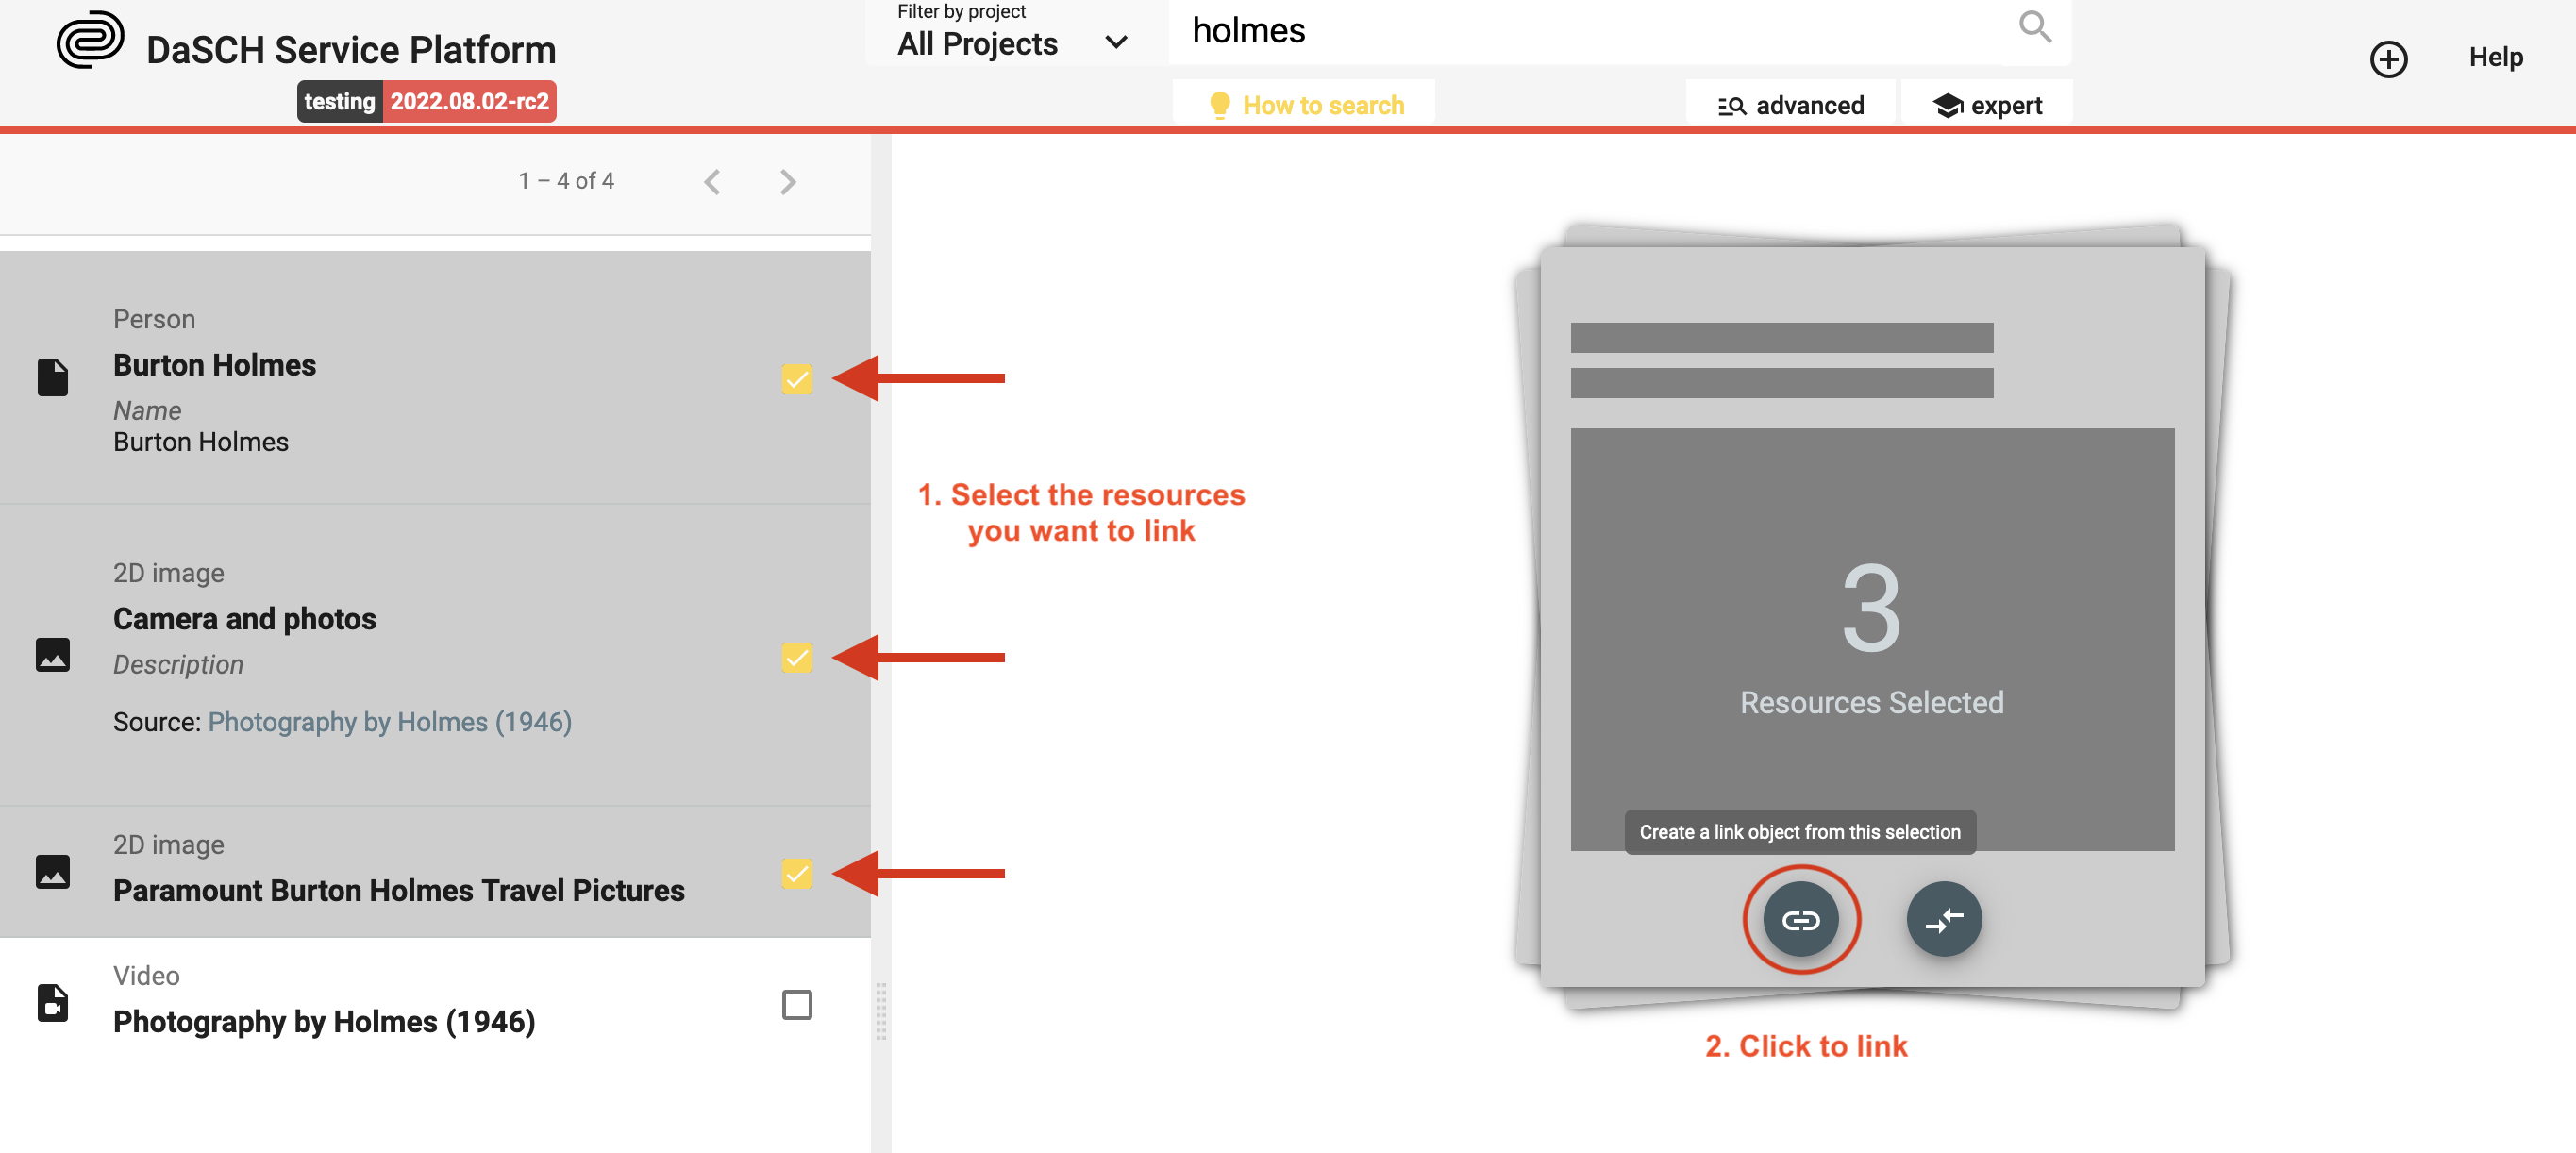 DaSCH Service Platform
testing 2022.08.02-rc2
Filter by project
All Projects
holmes
How to search
advanced
expert
Help
1 – 4 of 4
Person
Burton Holmes
Name
Burton Holmes
2D image
Camera and photos
Description
Source: Photography by Holmes (1946)
2D image
Paramount Burton Holmes Travel Pictures
Video
Photography by Holmes (1946)
1. Select the resources
you want to link
3
Resources Selected
Create a link object from this selection
2. Click to link